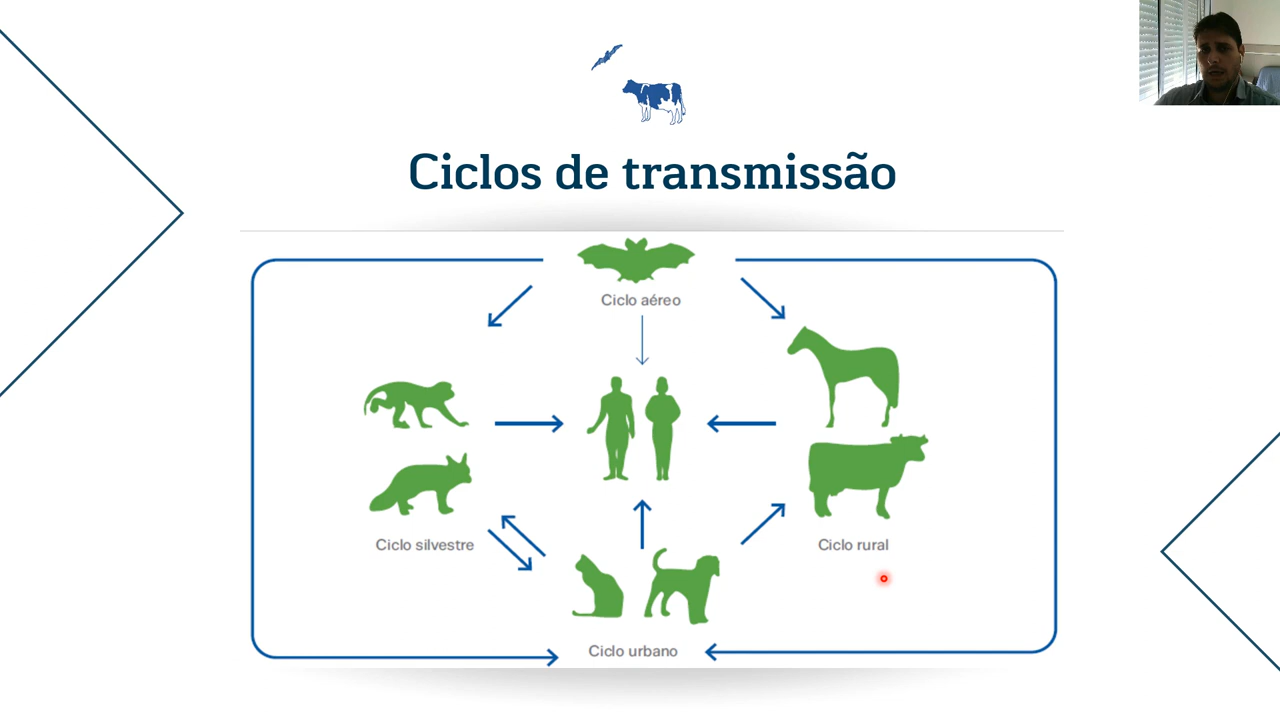 Ciclos de transmissão
Ciclo aéreo
Ciclo silvestre
Ciclo rural
Ciclo urbano